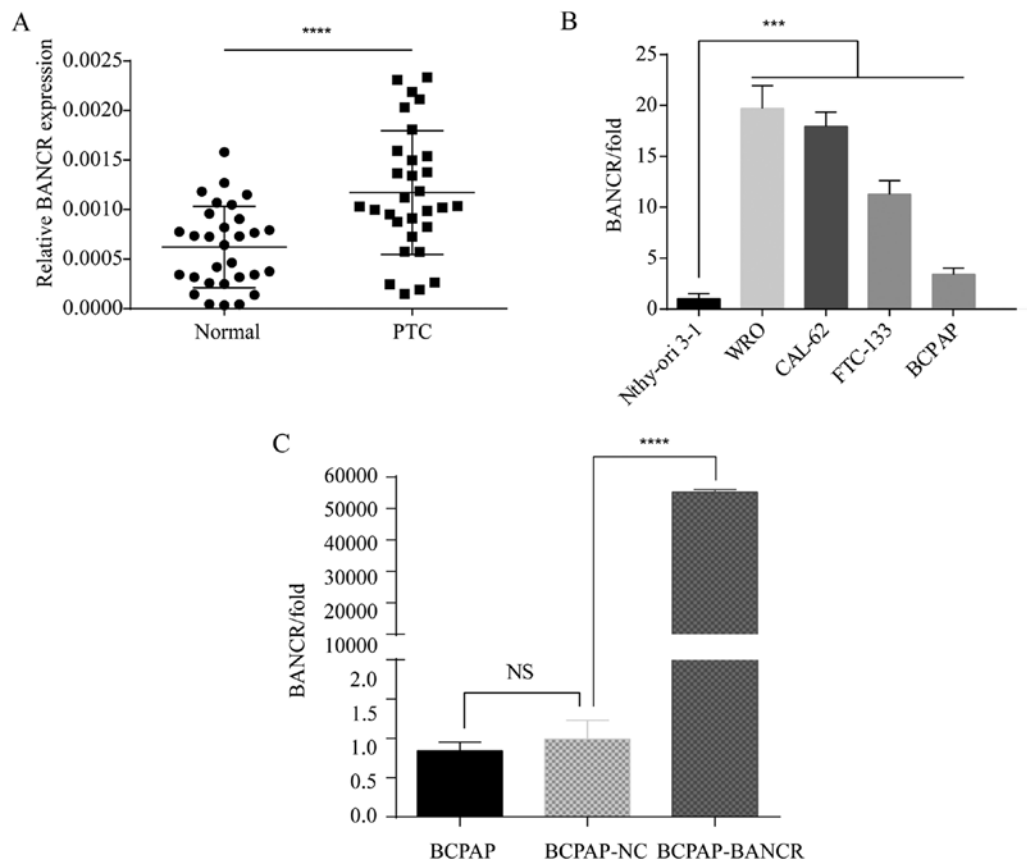 A
****
Relative BANCR expression
0.0025
0.0020
0.0015
0.0010
0.0005
0.0000
Normal
PTC
B
***
BANCR/fold
25
20
15
10
5
0
Nthy-ori 3-1
WRO
CAL-62
FTC-133
BCPAP
C
****
NS
BANCR/fold
60000
50000
40000
30000
20000
10000
2.0
1.5
1.0
0.5
0.0
BCPAP
BCPAP-NC
BCPAP-BANCR